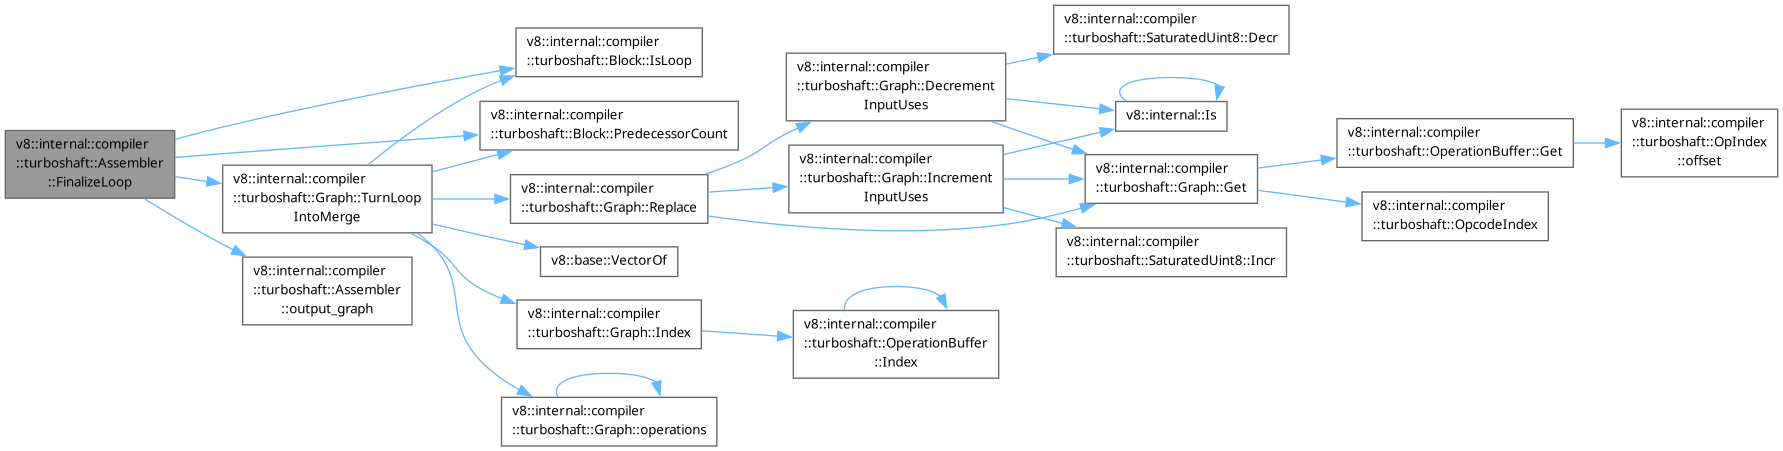 v8::internal::compiler
::turboshaft::Assembler
::FinalizeLoop
v8::internal::compiler
::turboshaft::Block::IsLoop
v8::internal::compiler
::turboshaft::Block::PredecessorCount
v8::internal::compiler
::turboshaft::Graph::TurnLoop
IntoMerge
v8::internal::compiler
::turboshaft::Assembler
::output_graph
v8::internal::compiler
::turboshaft::Graph::Replace
v8::base::VectorOf
v8::internal::compiler
::turboshaft::Graph::Index
v8::internal::compiler
::turboshaft::Graph::operations
v8::internal::compiler
::turboshaft::Graph::Decrement
InputUses
v8::internal::compiler
::turboshaft::Graph::Increment
InputUses
v8::internal::compiler
::turboshaft::OperationBuffer
::Index
v8::internal::compiler
::turboshaft::SaturatedUint8::Decr
v8::internal::Is
v8::internal::compiler
::turboshaft::Graph::Get
v8::internal::compiler
::turboshaft::SaturatedUint8::Incr
v8::internal::compiler
::turboshaft::OperationBuffer::Get
v8::internal::compiler
::turboshaft::OpcodeIndex
v8::internal::compiler
::turboshaft::OpIndex
::offset